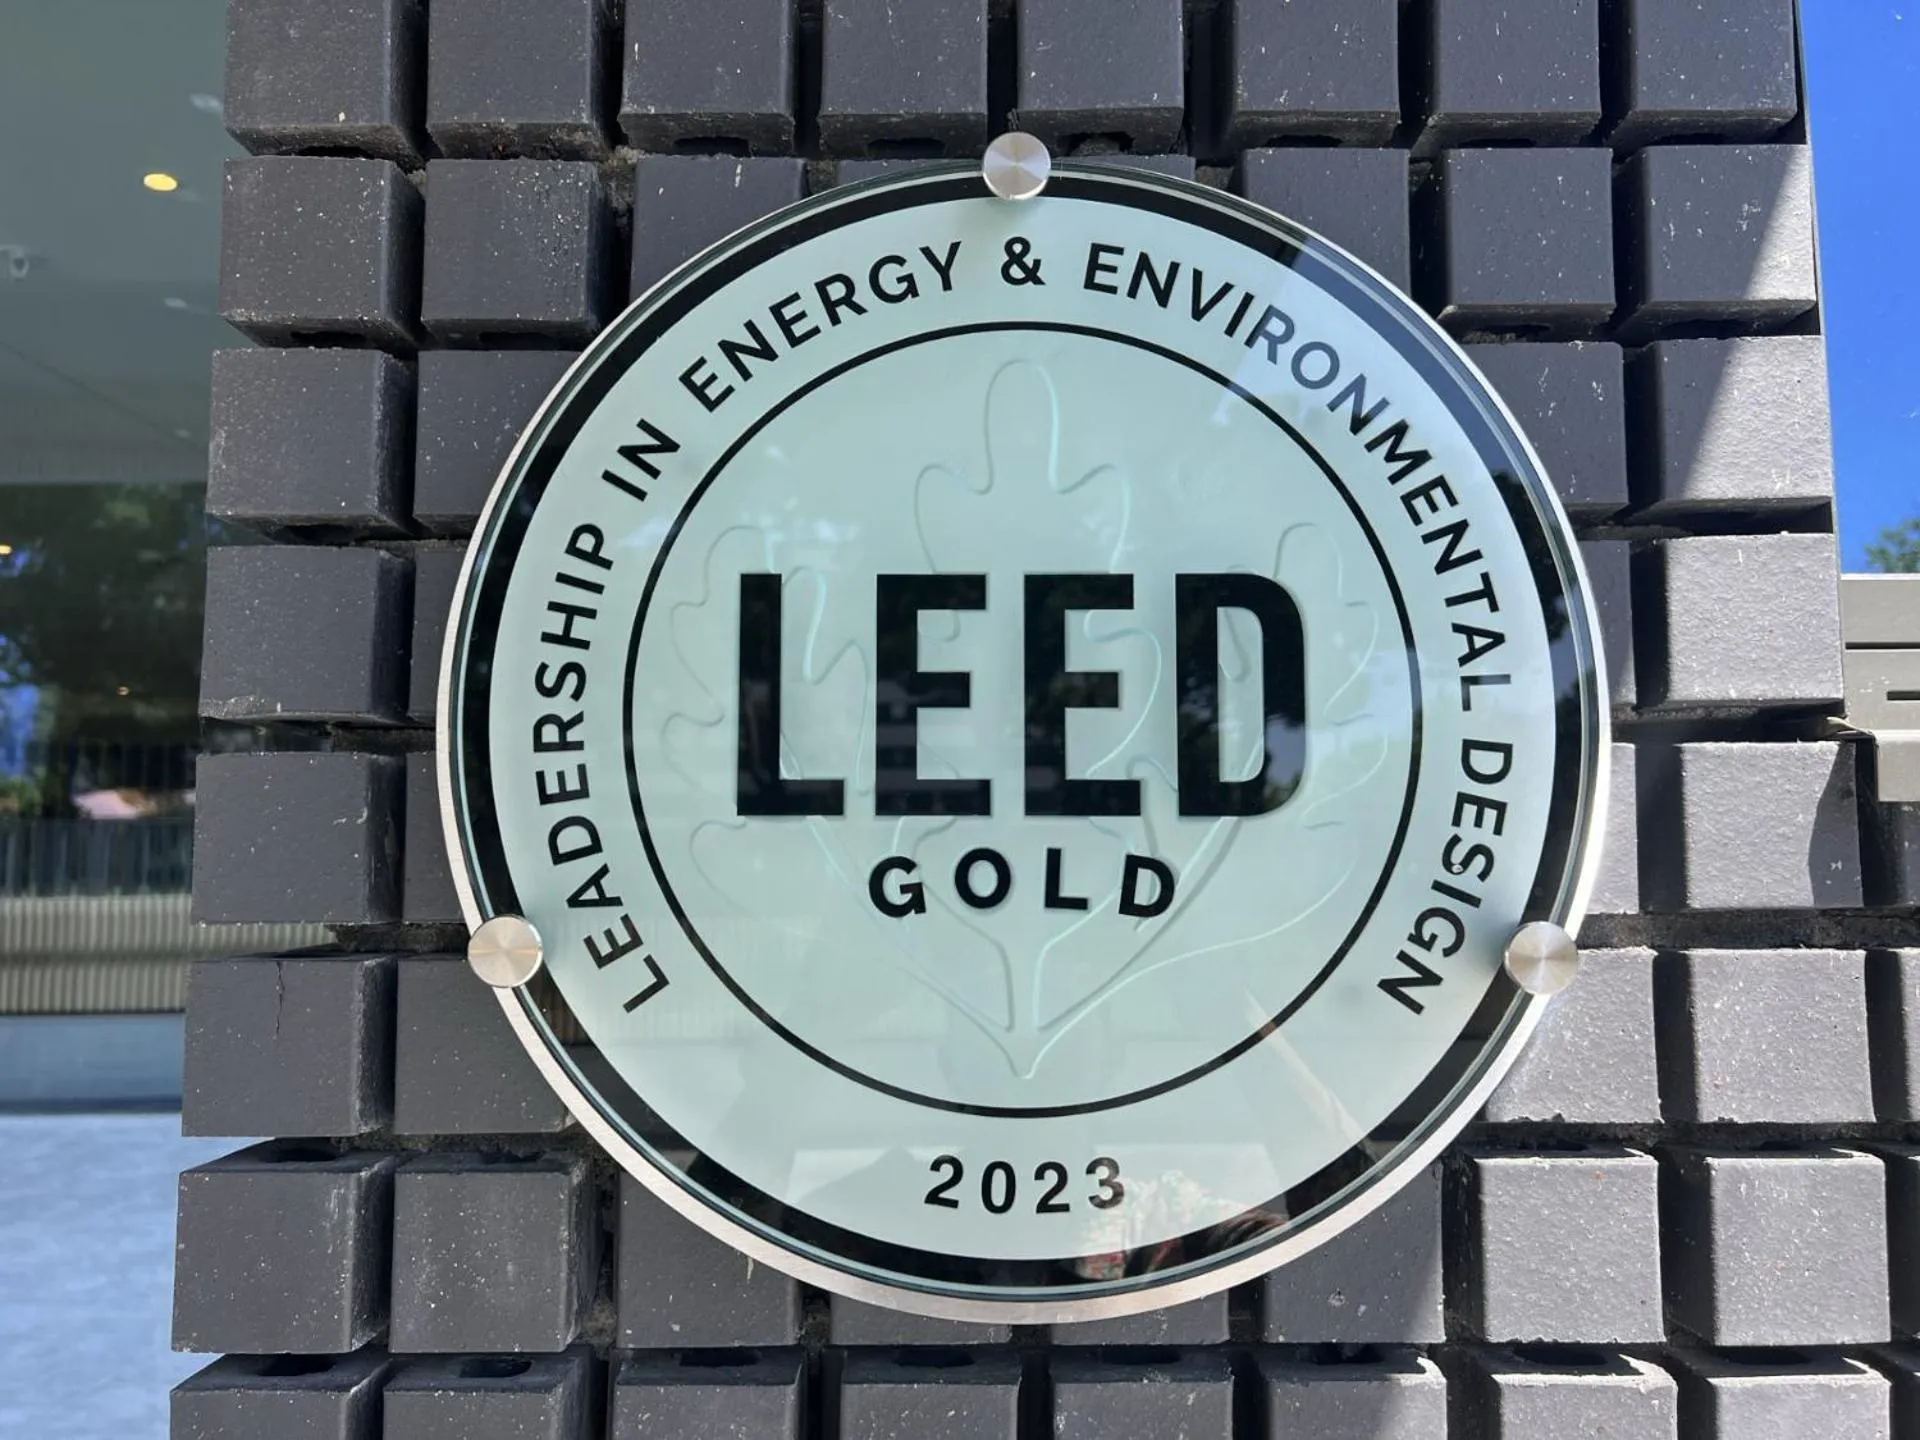 LEADERSHIP IN ENERGY & ENVIRONMENTAL DESIGN
LEED
GOLD
2023